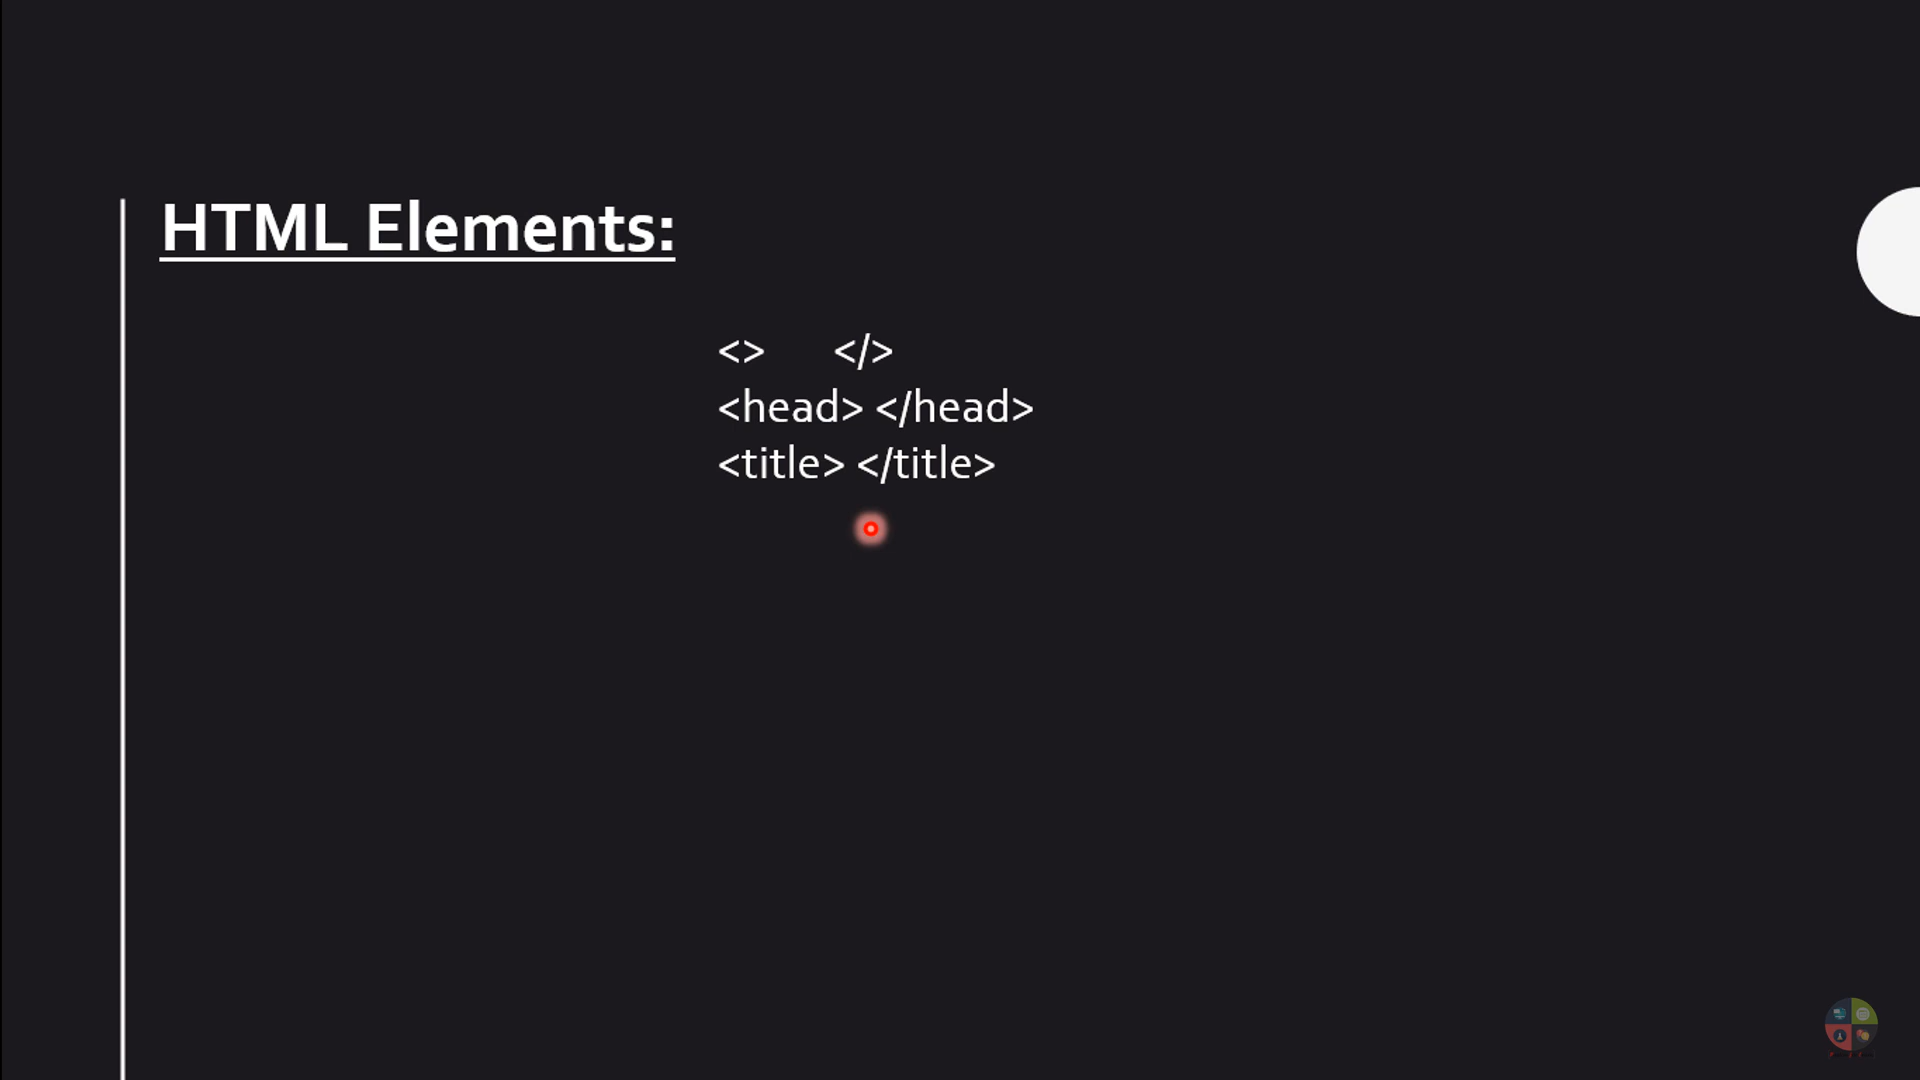 HTML Elements:
<> </>
<head> </head>
<title> </title>